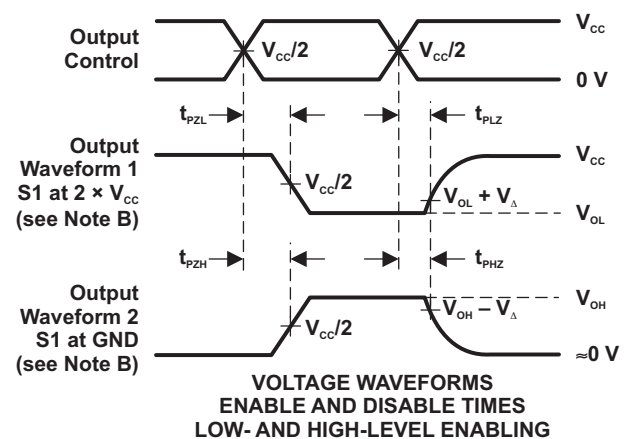 Output
Control
V_CC/2
V_CC/2
V_CC
0 V
t_PZL
t_PLZ
Output
Waveform 1
S1 at 2 × V_CC
(see Note B)
V_CC/2
V_CC
V_OL + V_Δ
V_OL
t_PZH
t_PHZ
Output
Waveform 2
S1 at GND
(see Note B)
V_CC/2
V_OH
V_OH – V_Δ
≈0 V
VOLTAGE WAVEFORMS
ENABLE AND DISABLE TIMES
LOW- AND HIGH-LEVEL ENABLING